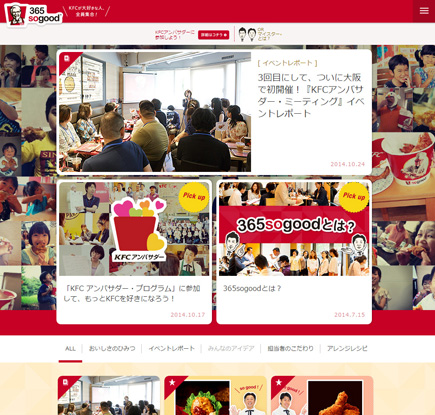 365
sogood
KFCが大好きな人、
全員集合！
KFCアンバサダーに
参加しよう！
詳細はコチラ
マイスター
とは？
[ イベントレポート ]
3回目にして、ついに大阪
で初開催！『KFCアンバサ
ダー・ミーティング』イベ
ントレポート
2014.10.24
Pick up
Pick up
KFC アンバサダー
365sogoodとは？
「KFC アンバサダー・プログラム」に参加
して、もっとKFCを好きになろう！
365sogoodとは？
2014.10.17
2014.7.15
ALL おいしさのひみつ イベントレポート みんなのアイデア 担当者のこだわり アレンジレシピ